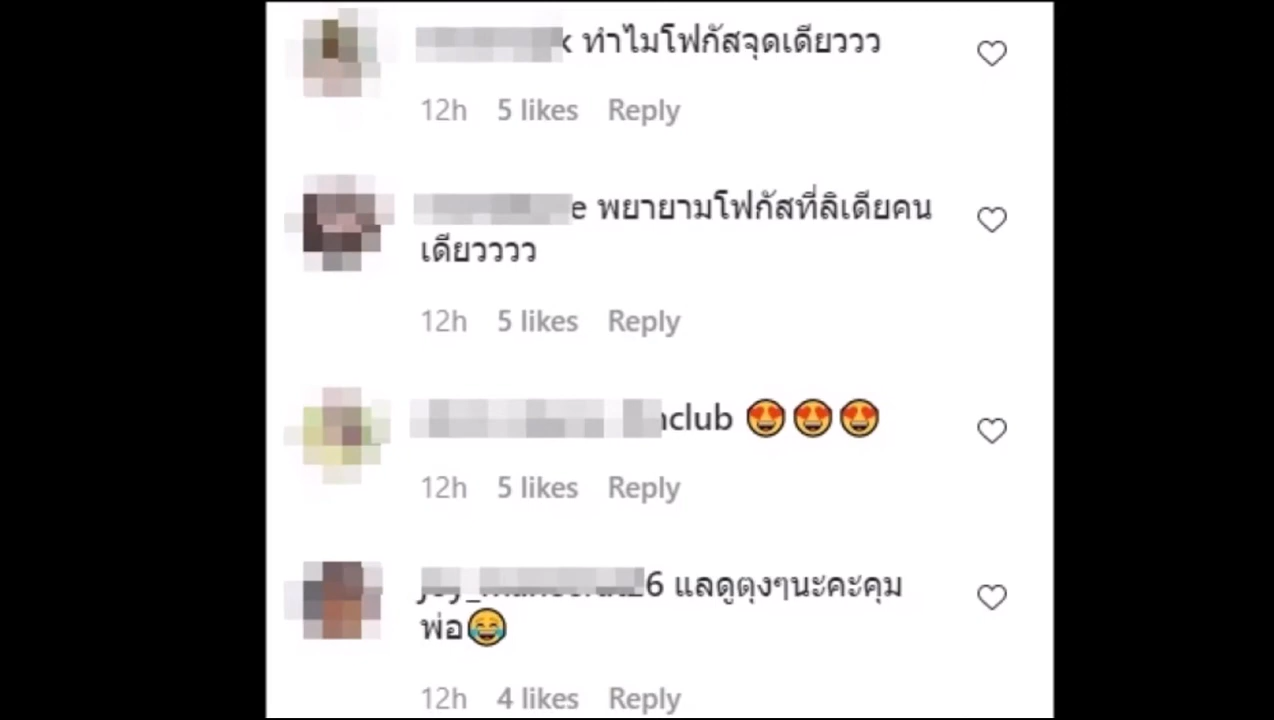 ทำไมโฟกัสจุดเดียววว
12h 5 likes Reply
พยายามโฟกัสที่ลิเดียคน
เดียวววว
12h 5 likes Reply
😍😍😍
12h 5 likes Reply
แลดูตุงๆนะคะคุม
พ่อ😂
12h 4 likes Reply